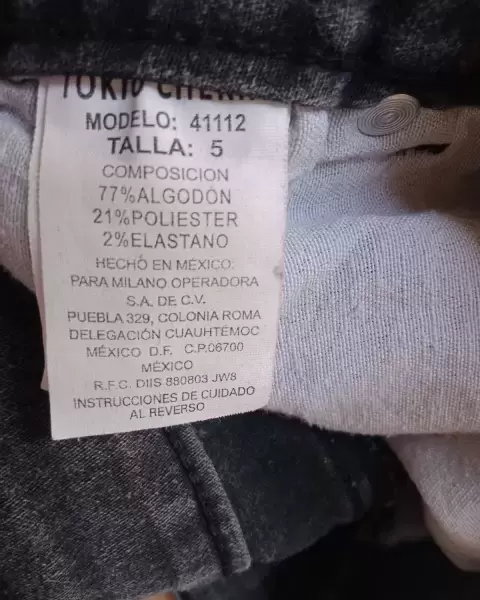 TOKIO
MODELO: 41112
TALLA: 5
COMPOSICION
77%ALGODÓN
21%POLIESTER
2%ELASTANO
HECHO EN MÉXICO:
PARA MILANO OPERADORA
S.A. DE C.V.
PUEBLA 329, COLONIA ROMA
DELEGACIÓN CUAUHTÉMOC
MÉXICO D.F. C.P.06700
MÉXICO
R.F.C. DIIS 880803 JW8
INSTRUCCIONES DE CUIDADO
AL REVERSO